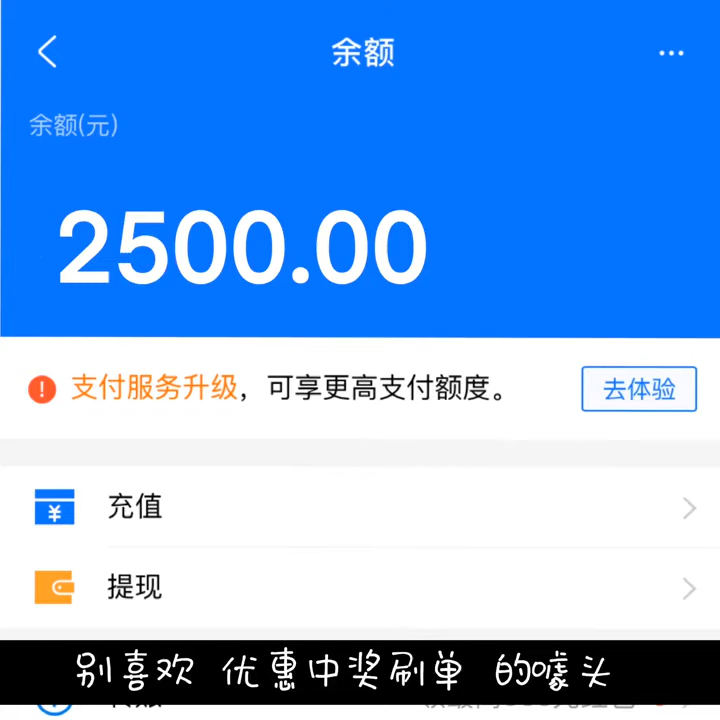 余额
余额(元)
2500.00
支付服务升级，可享更高支付额度。 去体验
充值
提现
别喜欢 优惠中奖刷单 的噱头